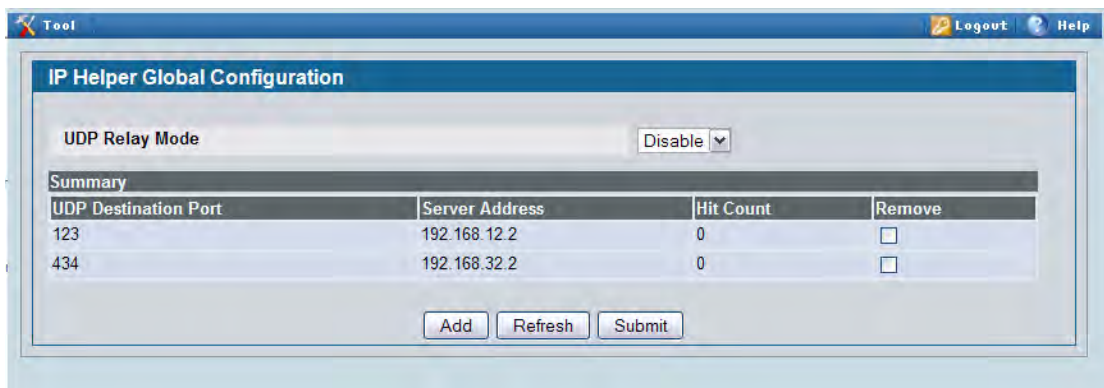 Tool Logout Help
IP Helper Global Configuration
UDP Relay Mode Disable
Summary
UDP Destination Port Server Address Hit Count Remove
123 192.168.12.2 0
434 192.168.32.2 0
Add Refresh Submit